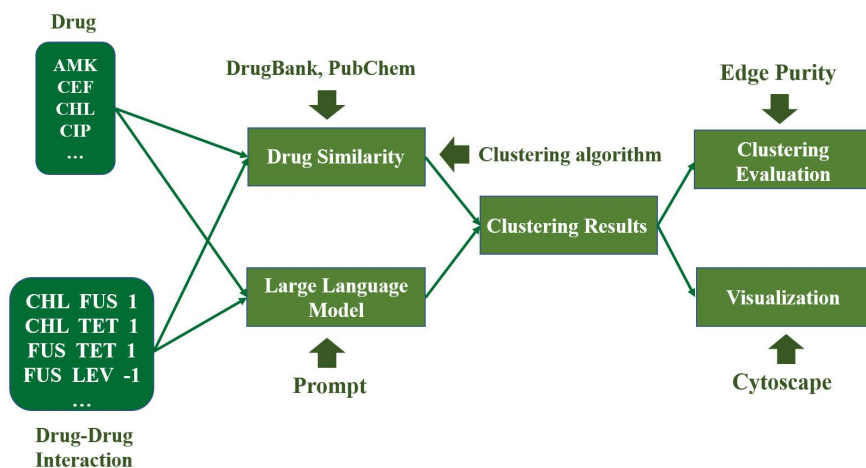 Drug
AMK
CEF
CHL
CIP
...
CHL FUS 1
CHL TET 1
FUS TET 1
FUS LEV -1
...
Drug-Drug
Interaction
DrugBank, PubChem
Drug Similarity
Clustering algorithm
Large Language
Model
Prompt
Clustering Results
Edge Purity
Clustering
Evaluation
Visualization
Cytoscape